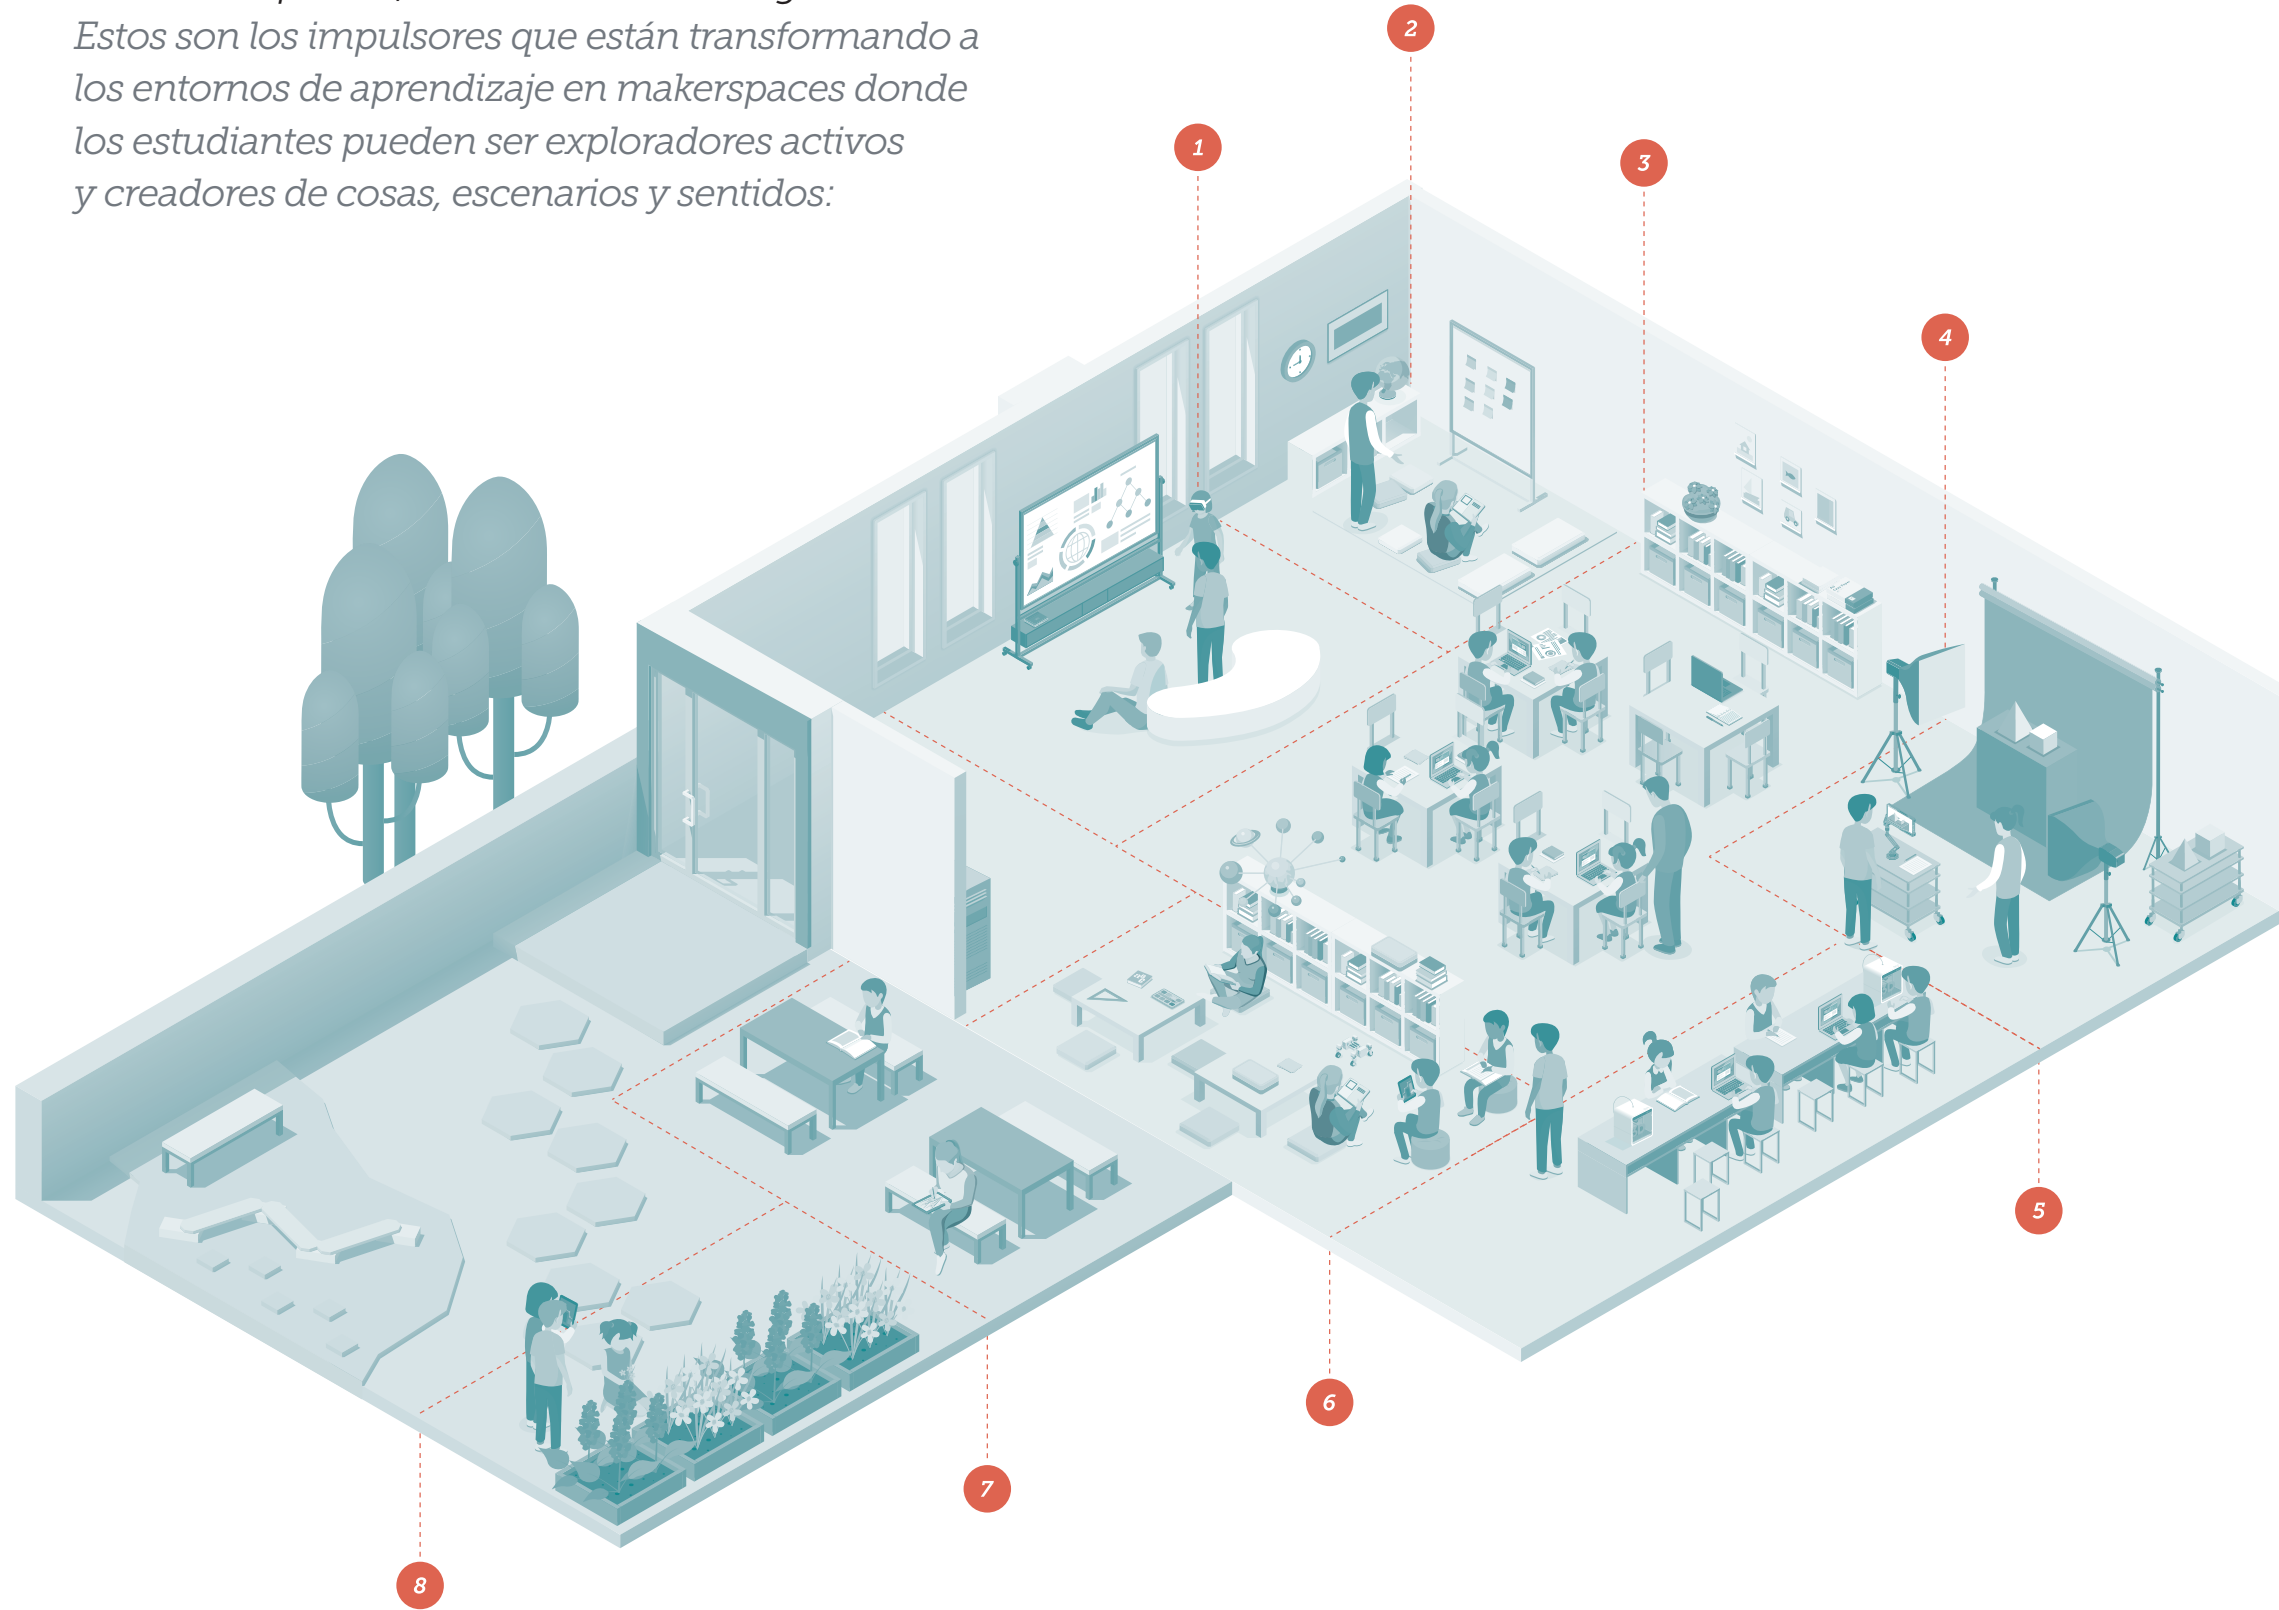 Estos son los impulsores que están transformando a
los entornos de aprendizaje en makerspaces donde
los estudiantes pueden ser exploradores activos
y creadores de cosas, escenarios y sentidos:
2
1
3
4
5
6
7
8